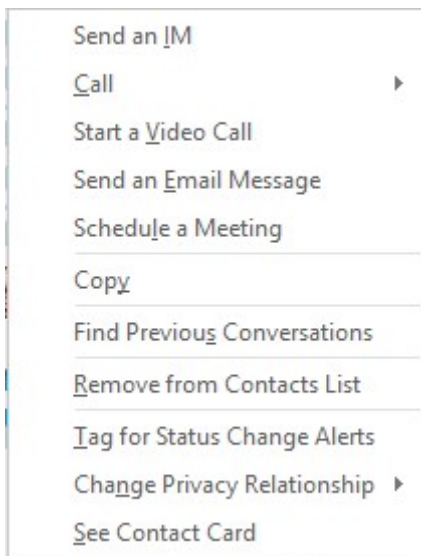 Send an IM
Call
Start a Video Call
Send an Email Message
Schedule a Meeting
Copy
Find Previous Conversations
Remove from Contacts List
Tag for Status Change Alerts
Change Privacy Relationship
See Contact Card